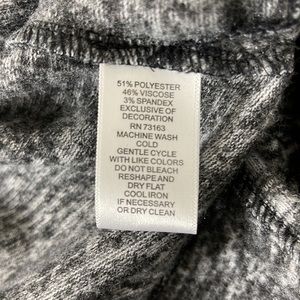 51% POLYESTER
46% VISCOSE
3% SPANDEX
EXCLUSIVE OF
DECORATION
RN 73163
MACHINE WASH
COLD
GENTLE CYCLE
WITH LIKE COLORS
DO NOT BLEACH
RESHAPE AND
DRY FLAT
COOL IRON
IF NECESSARY
OR DRY CLEAN